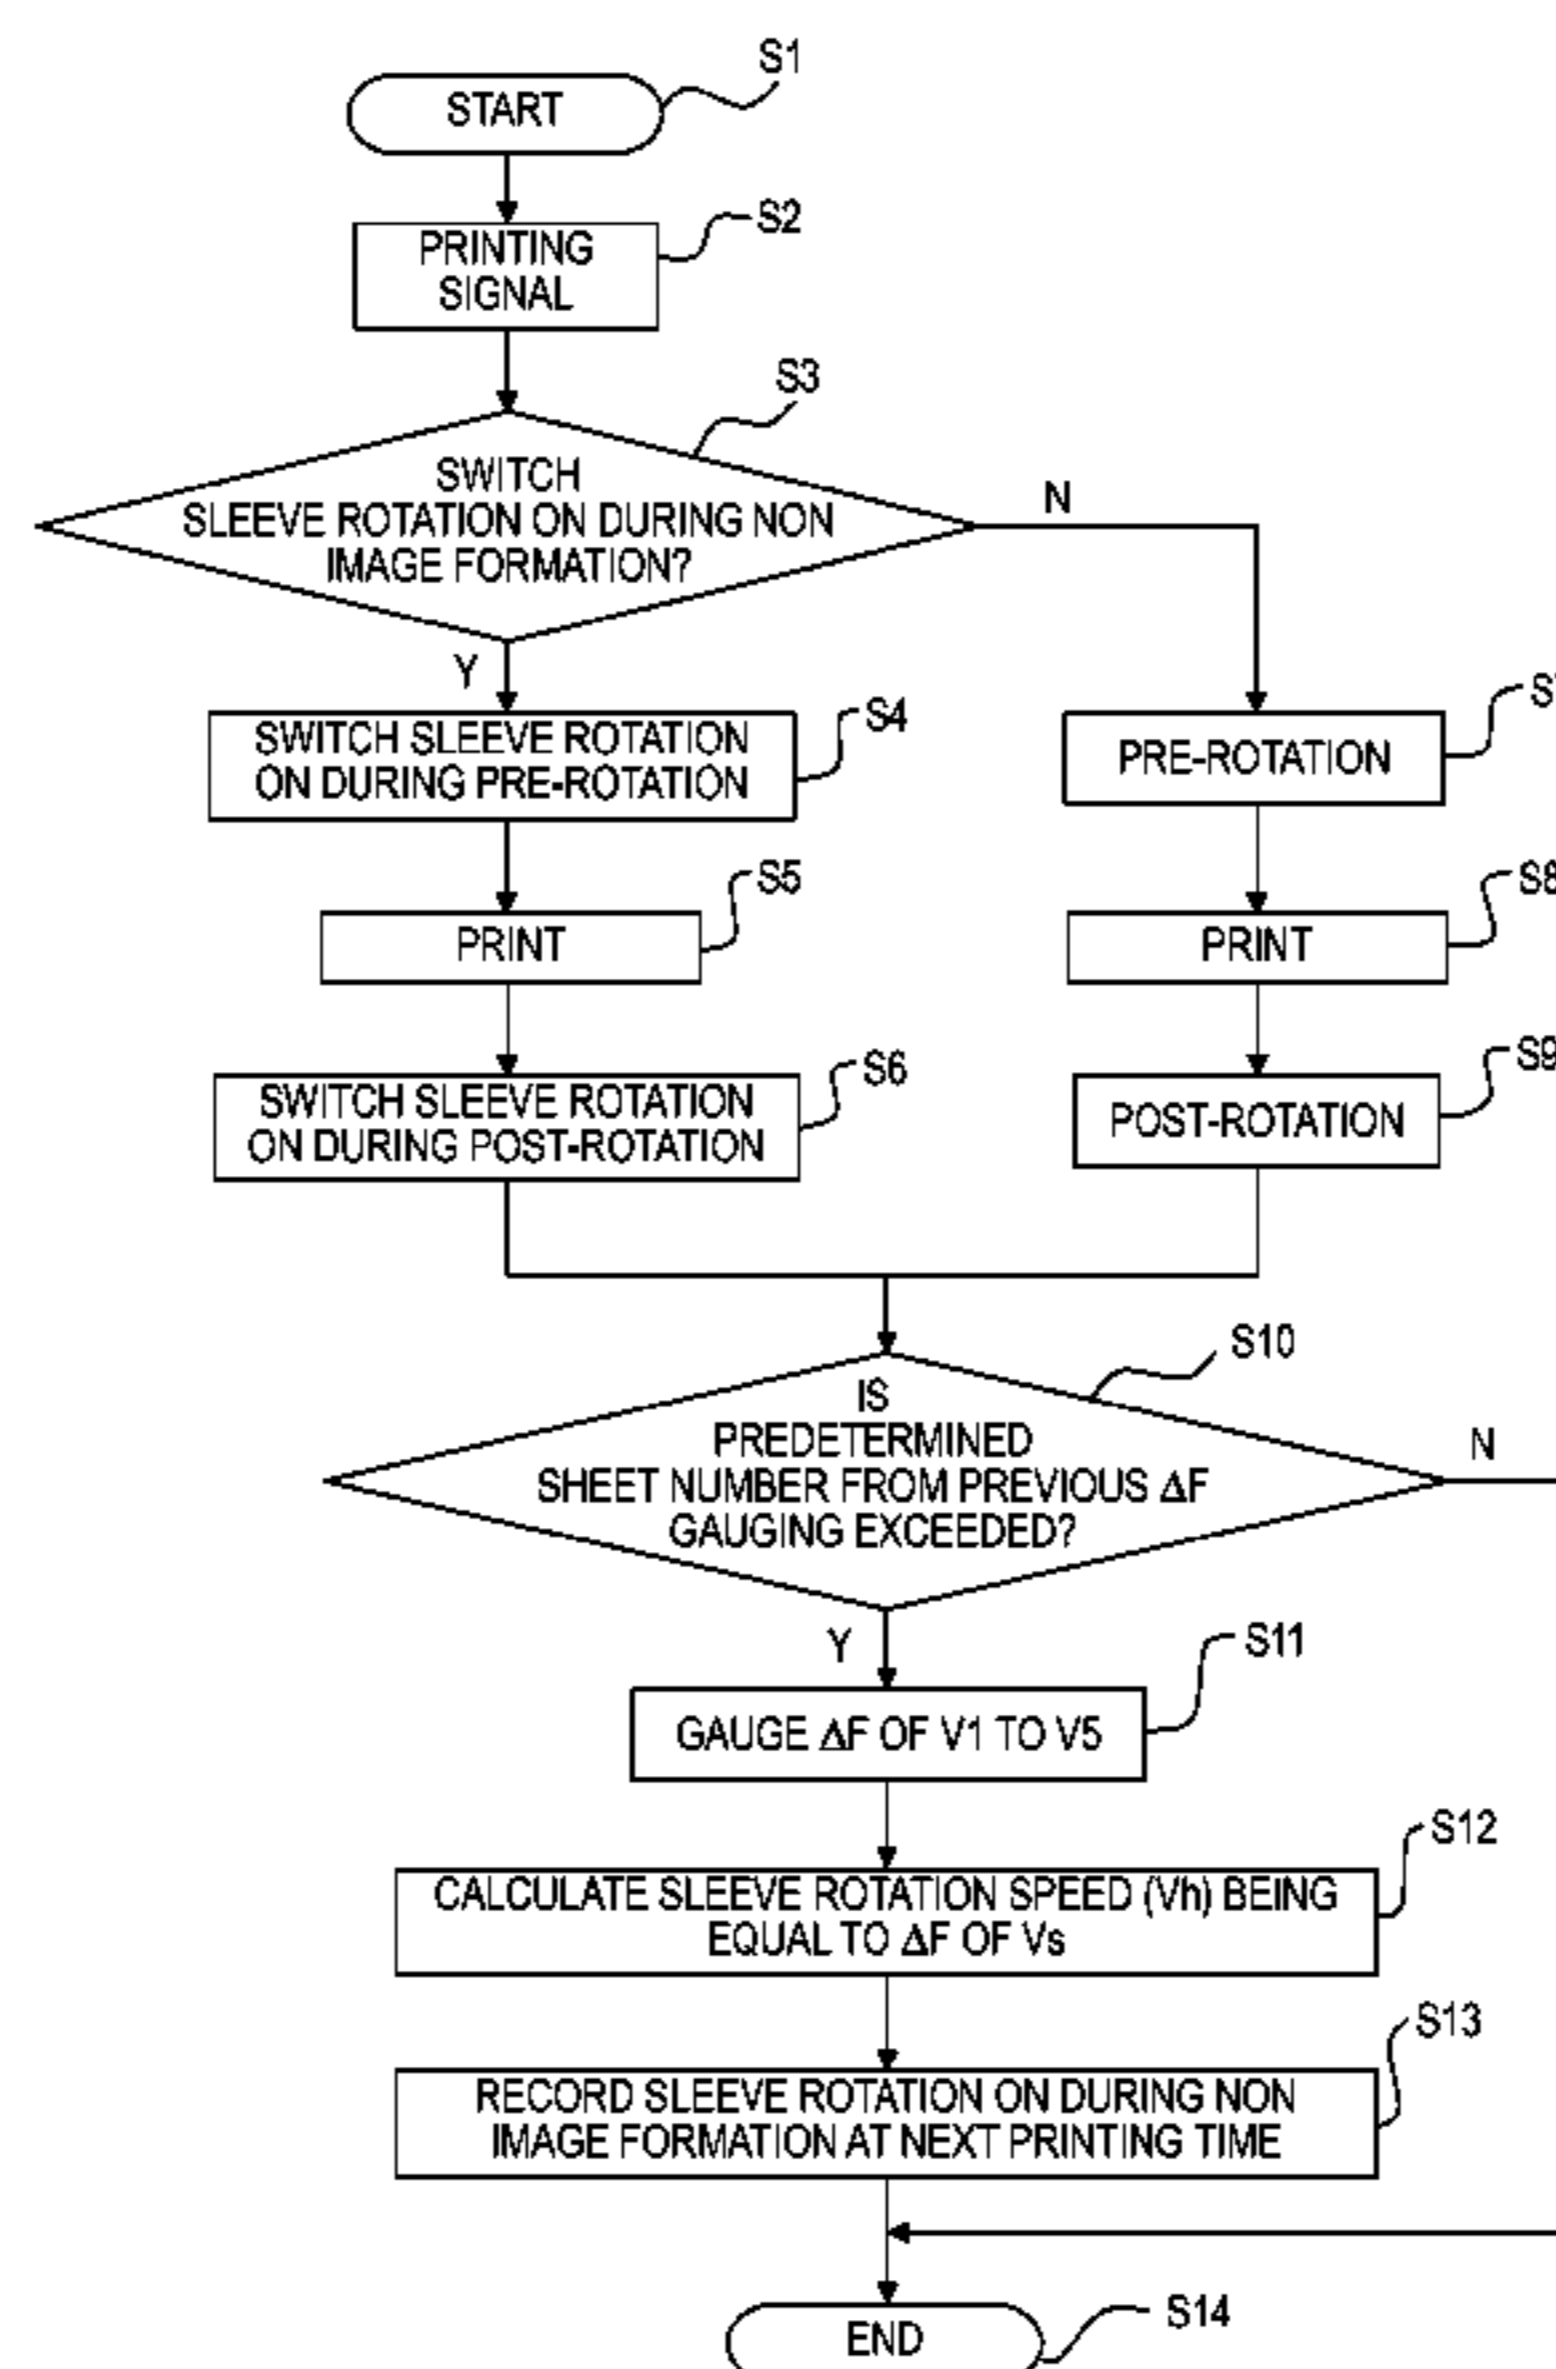 S1
START
S2
PRINTING
SIGNAL
S3
SWITCH
SLEEVE ROTATION ON DURING NON
IMAGE FORMATION?
N
Y
S4
SWITCH SLEEVE ROTATION
ON DURING PRE-ROTATION
PRE-ROTATION
S5
PRINT
S8
PRINT
S6
SWITCH SLEEVE ROTATION
ON DURING POST-ROTATION
S9
POST-ROTATION
S10
IS
PREDETERMINED
SHEET NUMBER FROM PREVIOUS ΔF
GAUGING EXCEEDED?
N
Y
S11
GAUGE ΔF OF V1 TO V5
S12
CALCULATE SLEEVE ROTATION SPEED (Vh) BEING
EQUAL TO ΔF OF Vs
S13
RECORD SLEEVE ROTATION ON DURING NON
IMAGE FORMATION AT NEXT PRINTING TIME
END
S14